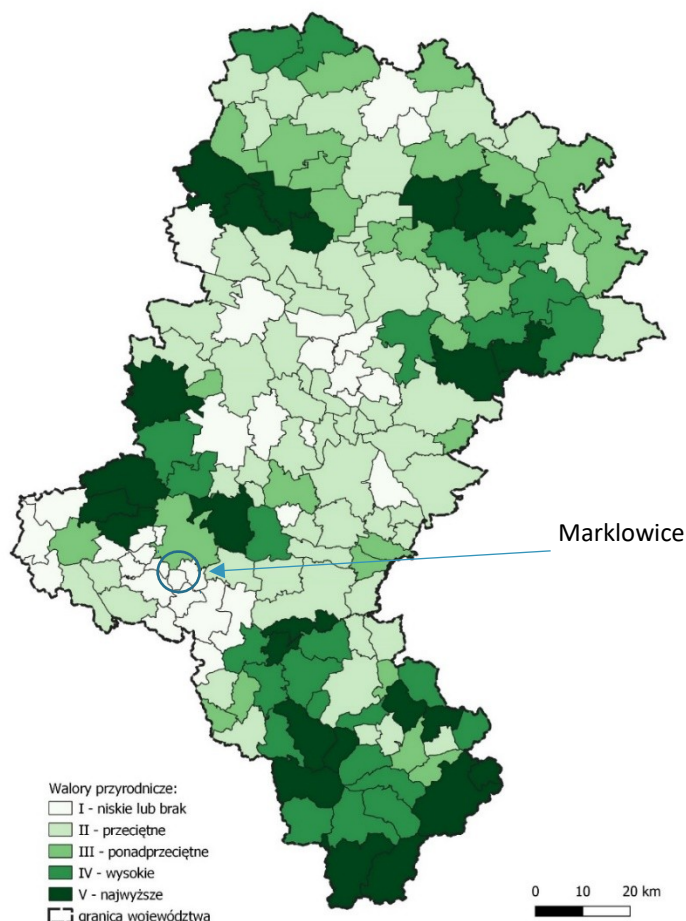 Marklowice
Walory przyrodnicze:
I - niskie lub brak
II - przeciętne
III - ponadprzeciętne
IV - wysokie
V - najwyższe
granica województwa
0 10 20 km